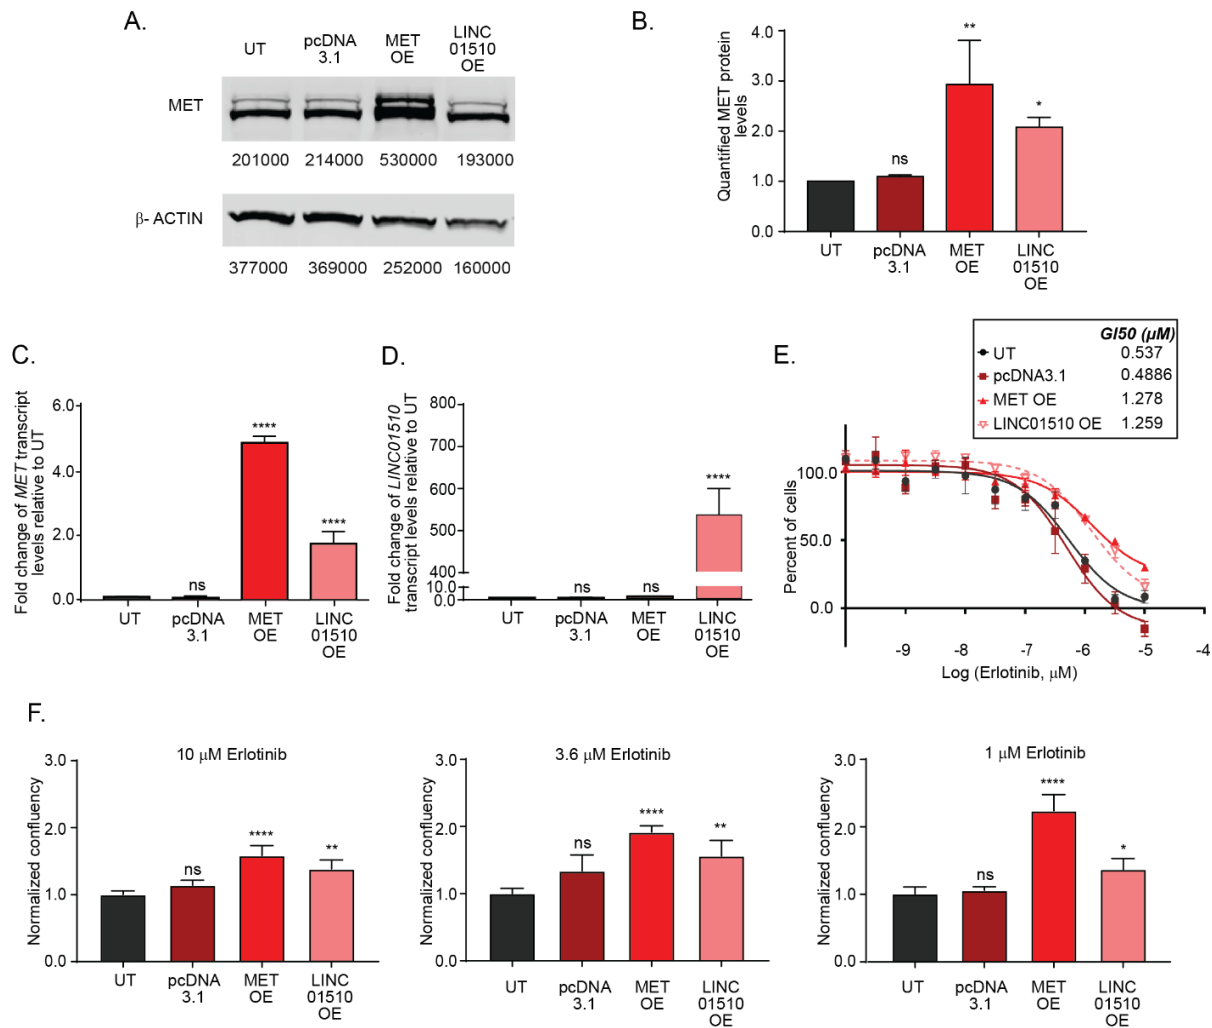 A.
UT
pcDNA
3.1
MET
OE
LINC
01510
OE
MET
201000 214000 530000 193000
β- ACTIN
377000 369000 252000 160000
B.
Quantified MET protein
levels
4.0
3.0
2.0
1.0
0.0
ns
**
*
UT
pcDNA
3.1
MET
OE
LINC
01510
OE
C.
Fold change of MET transcript
levels relative to UT
6.0
4.0
2.0
0.0
ns
****
****
UT
pcDNA
3.1
MET
OE
LINC
01510
OE
D.
Fold change of LINC01510
transcript levels relative to UT
800
700
600
500
400
10.0
0.0
ns
ns
****
UT
pcDNA
3.1
MET
OE
LINC
01510
OE
E.
GI50 (μM)
UT 0.537
pcDNA3.1 0.4886
MET OE 1.278
LINC01510 OE 1.259
Percent of cells
100.0
50.0
0.0
-9 -8 -7 -6 -5 -4
Log (Erlotinib, μM)
F.
10 μM Erlotinib
Normalized confluency
3.0
2.0
1.0
0.0
ns
****
**
UT
pcDNA
3.1
MET
OE
LINC
01510
OE
3.6 μM Erlotinib
Normalized confluency
3.0
2.0
1.0
0.0
ns
****
**
UT
pcDNA
3.1
MET
OE
LINC
01510
OE
1 μM Erlotinib
Normalized confluency
3.0
2.0
1.0
0.0
ns
****
*
UT
pcDNA
3.1
MET
OE
LINC
01510
OE